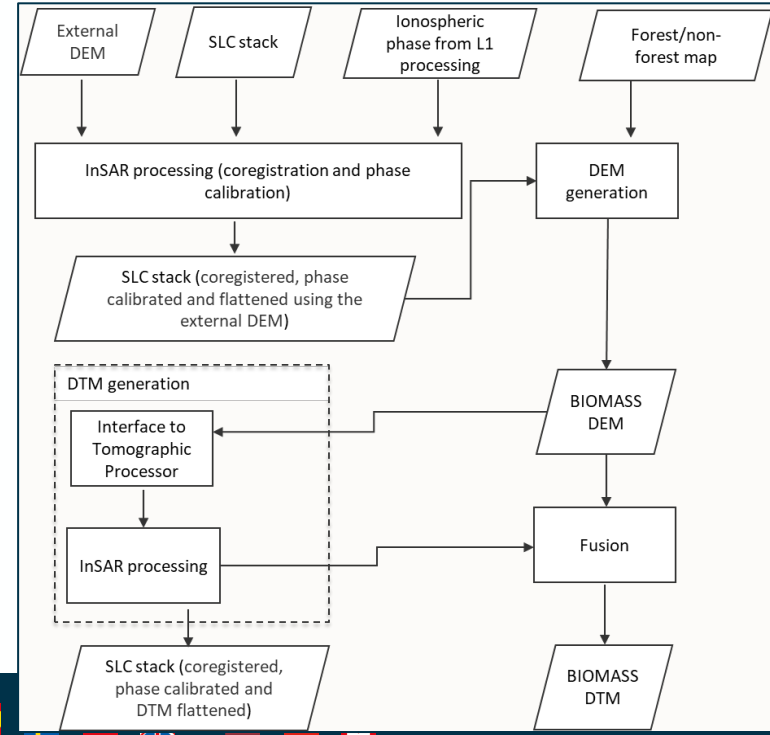 External
DEM
SLC stack
Ionospheric
phase from L1
processing
Forest/non-
forest map
InSAR processing (coregistration and phase
calibration)
DEM
generation
SLC stack (coregistered, phase
calibrated and flattened using the
external DEM)
DTM generation
Interface to
Tomographic
Processor
BIOMASS
DEM
InSAR processing
Fusion
SLC stack (coregistered,
phase calibrated and
DTM flattened)
BIOMASS
DTM